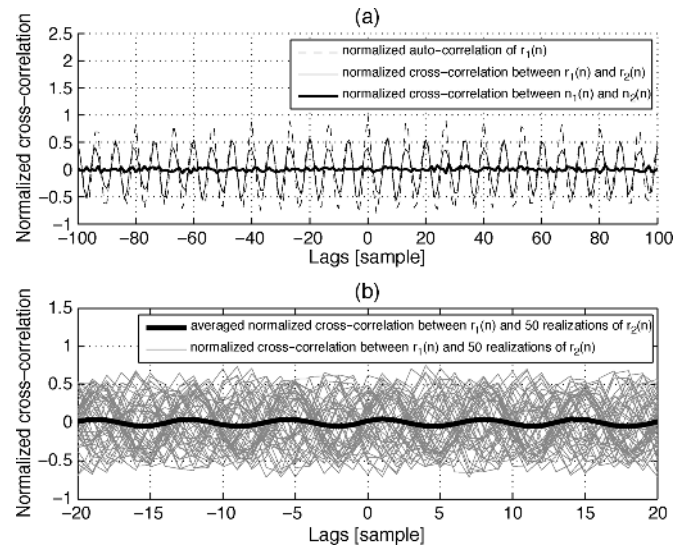 (a)
Normalized cross−correlation
2.5
2
1.5
1
0.5
0
−0.5
−1
normalized auto−correlation of r1(n)
normalized cross−correlation between r1(n) and r2(n)
normalized cross−correlation between n1(n) and n2(n)
−100 −80 −60 −40 −20 0 20 40 60 80 100
Lags [sample]
(b)
Normalized cross−correlation
1.5
1
0.5
0
−0.5
−1
averaged normalized cross−correlation between r1(n) and 50 realizations of r2(n)
normalized cross−correlation between r1(n) and 50 realizations of r2(n)
−20 −15 −10 −5 0 5 10 15 20
Lags [sample]